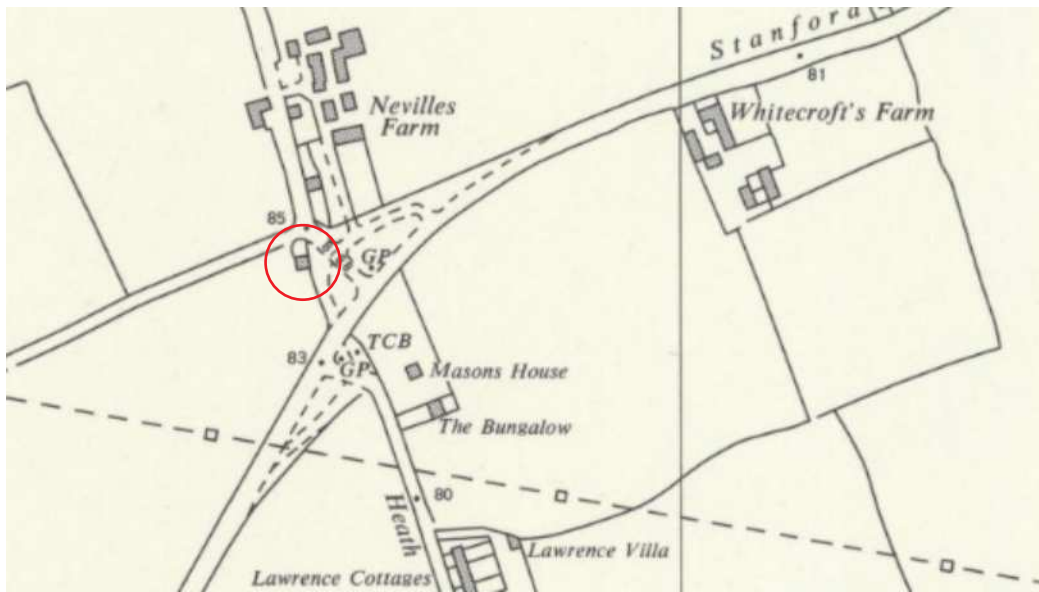 Stanford
81
Nevilles
Farm
Whitecroft's Farm
85
GP
TCB
83
GP
Masons House
The Bungalow
80
Heath
Lawrence Villa
Lawrence Cottages